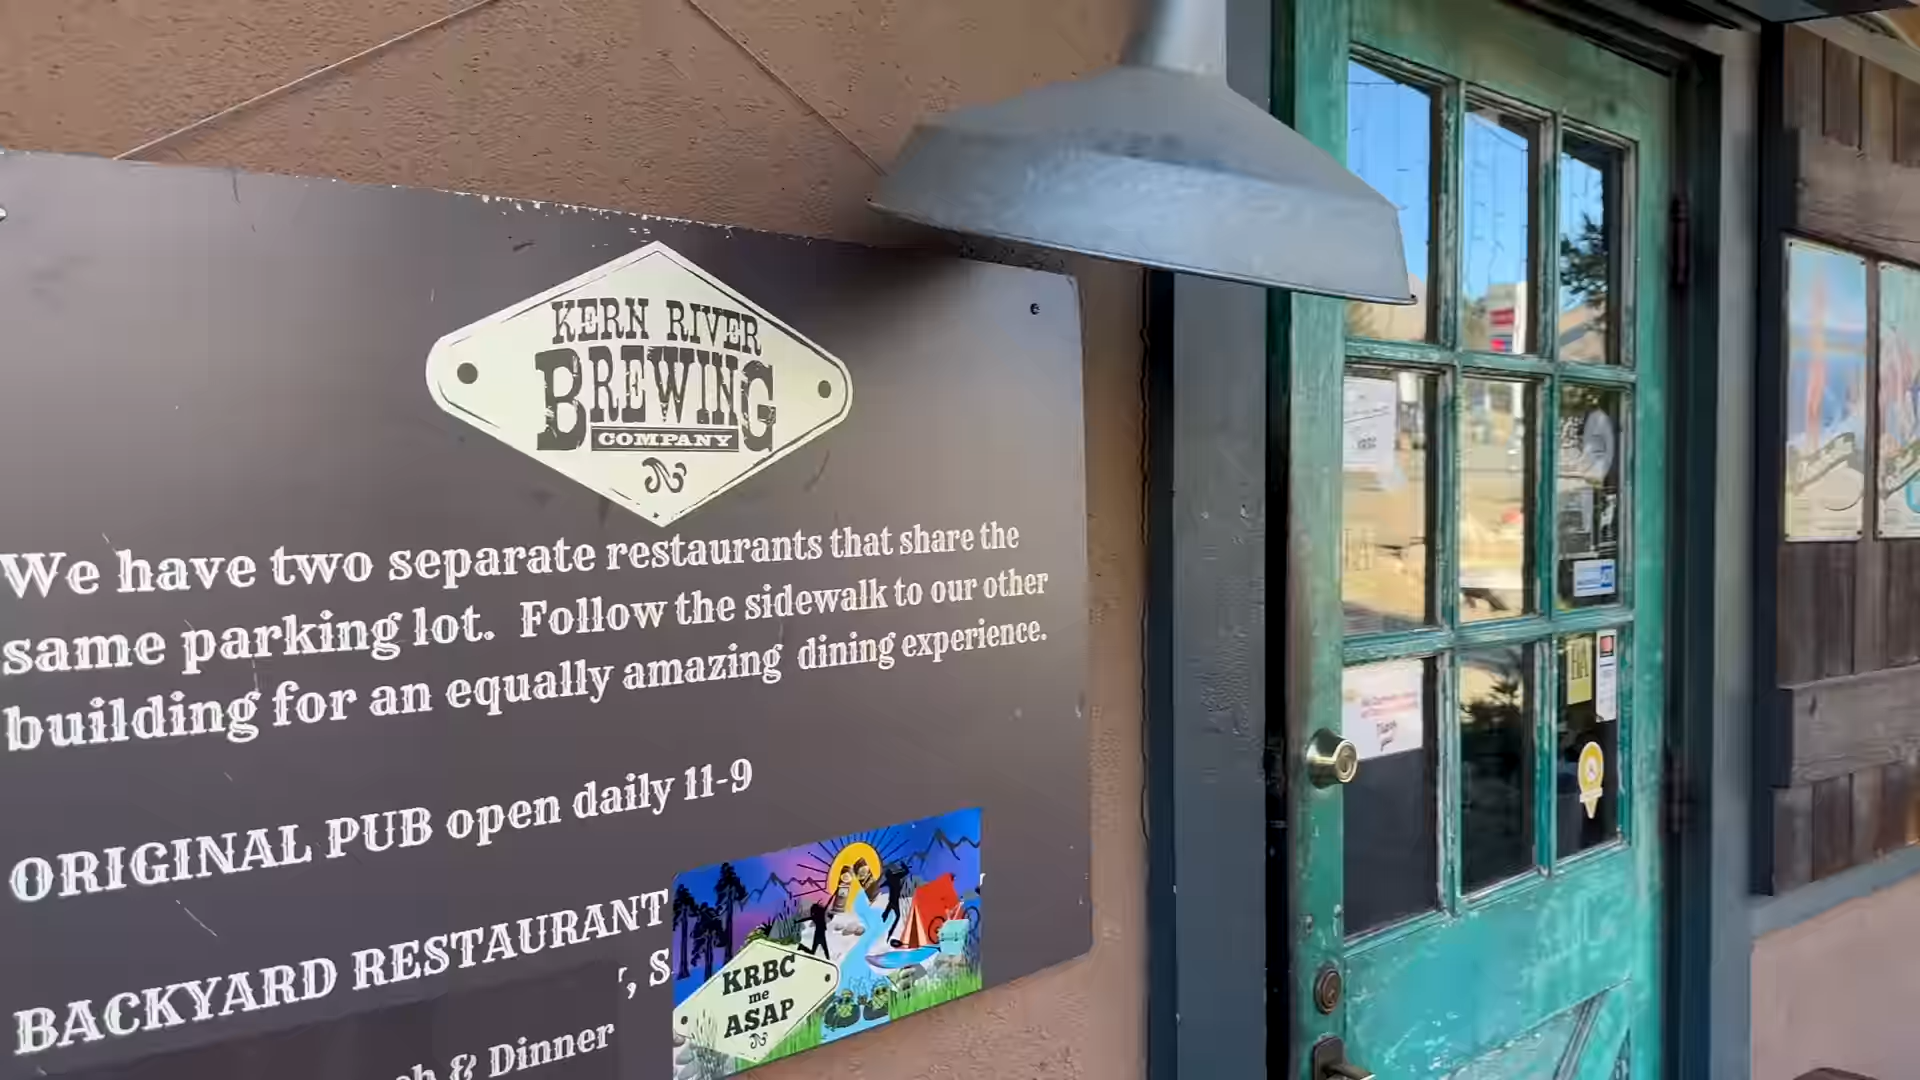 KERN RIVER
BREWING
COMPANY
We have two separate restaurants that share the
same parking lot. Follow the sidewalk to our other
building for an equally amazing dining experience.
ORIGINAL PUB open daily 11-9
BACKYARD RESTAURANT
, S
& Dinner
KRBC
me
ASAP
Thank
you!